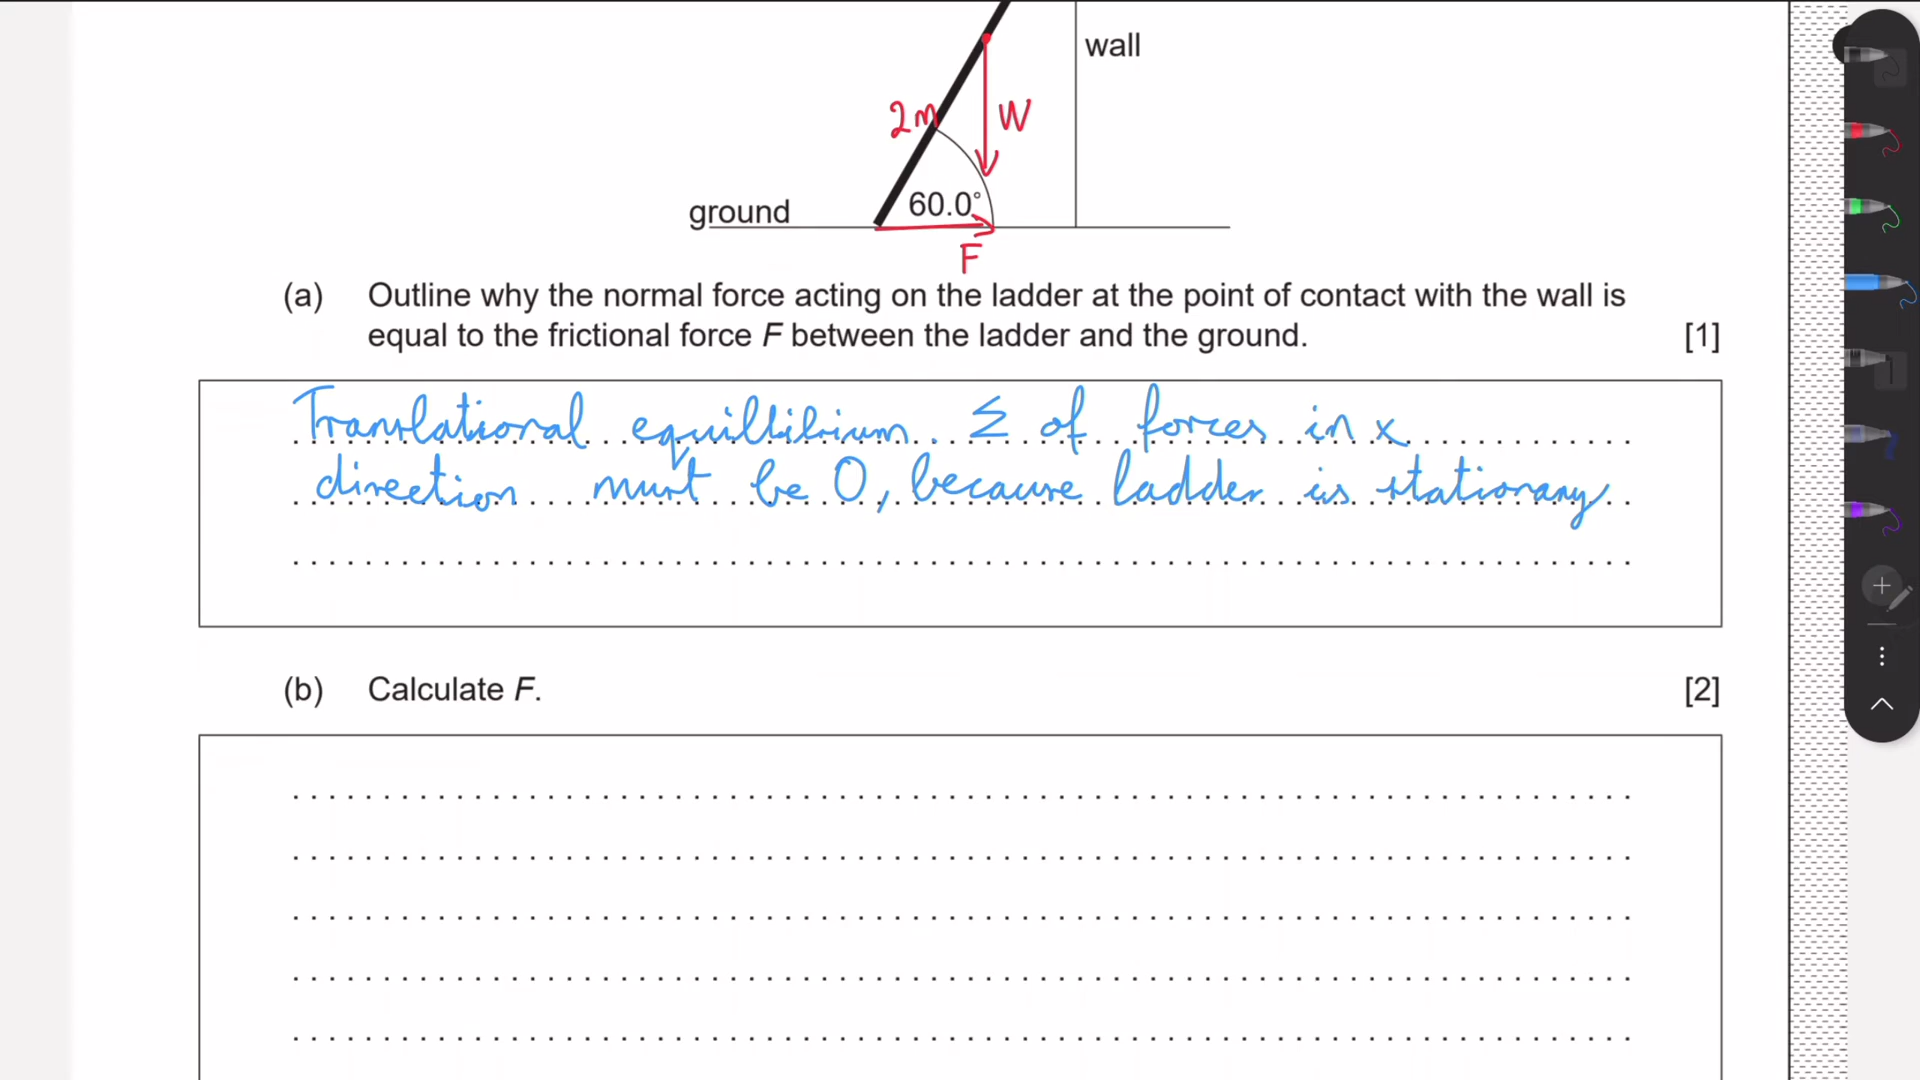 wall
2m
W
60.0°
ground
F
(a) Outline why the normal force acting on the ladder at the point of contact with the wall is
equal to the frictional force F between the ladder and the ground. [1]
Translational equillibrium. Σ of forces in x
direction must be 0, because ladder is stationary
(b) Calculate F. [2]